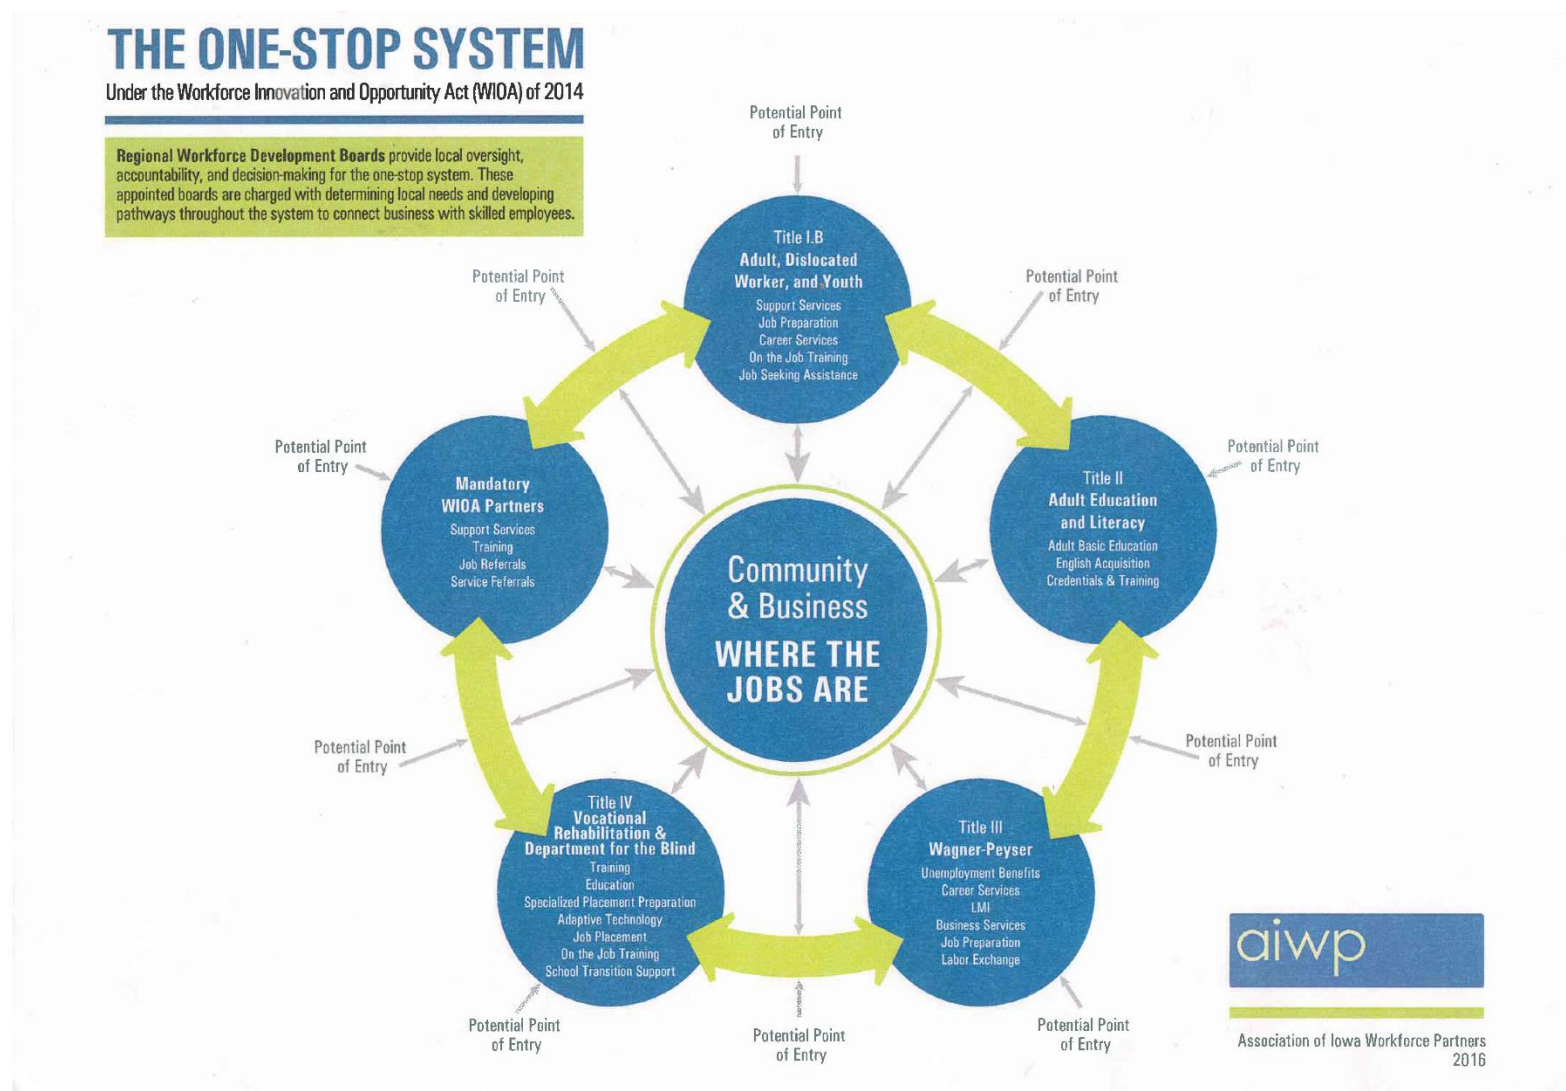 THE ONE-STOP SYSTEM
Under the Workforce Innovation and Opportunity Act (WIOA) of 2014
Regional Workforce Development Boards provide local oversight,
accountability, and decision-making for the one-stop system. These
appointed boards are charged with determining local needs and developing
pathways throughout the system to connect business with skilled employees.
Potential Point
of Entry
Title I.B
Adult, Dislocated
Worker, and Youth
Support Services
Job Preparation
Career Services
On the Job Training
Job Seeking Assistance
Potential Point
of Entry
Potential Point
of Entry
Potential Point
of Entry
Mandatory
WIOA Partners
Support Services
Training
Job Referrals
Service Feferrals
Potential Point
of Entry
Title II
Adult Education
and Literacy
Adult Basic Education
English Acquisition
Credentials & Training
Community
& Business
WHERE THE
JOBS ARE
Potential Point
of Entry
Potential Point
of Entry
Title IV
Vocational
Rehabilitation &
Department for the Blind
Training
Education
Specialized Placement Preparation
Adaptive Technology
Job Placement
On the Job Training
School Transition Support
Title III
Wagner-Peyser
Unemployment Benefits
Career Services
LMI
Business Services
Job Preparation
Labor Exchange
Potential Point
of Entry
Potential Point
of Entry
Potential Point
of Entry
aiwp
Association of Iowa Workforce Partners
2016